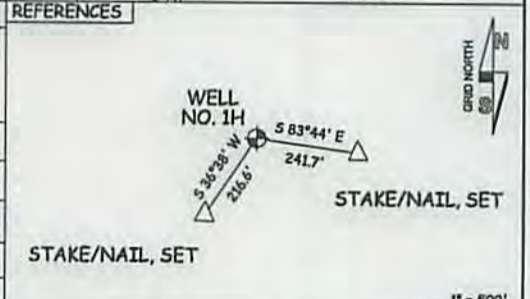 REFERENCES
GRID NORTH
N
S
WELL
NO. 1H
S 83°44' E
241.7'
S 36°38' W
216.6'
STAKE/NAIL, SET
STAKE/NAIL, SET